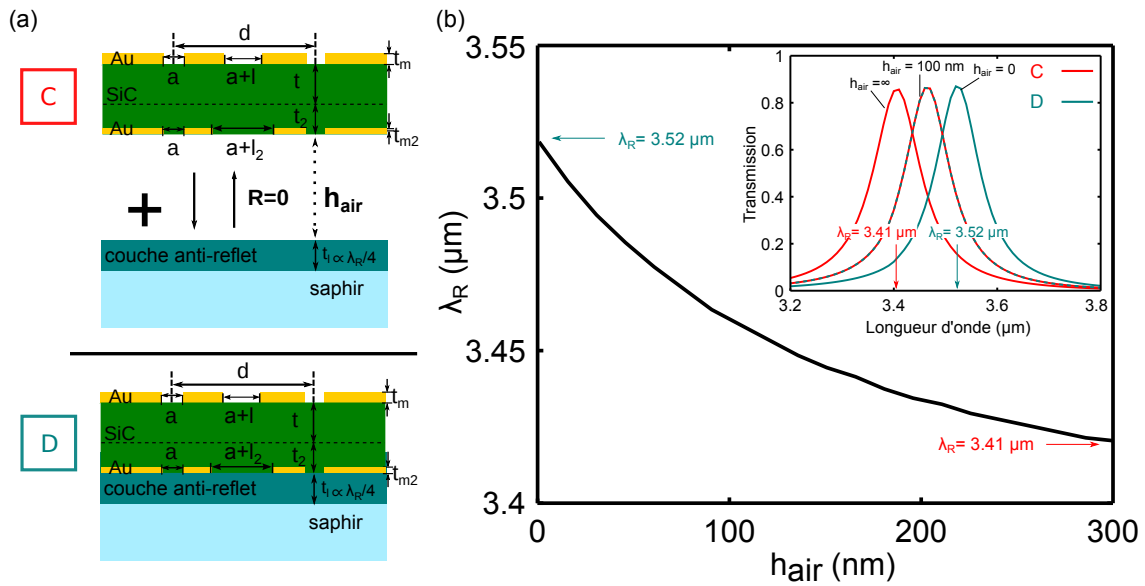 (a)
d
Au
a
a+l
t_m
C
SiC
t
t₂
Au
a
a+l₂
t_m2
+
R=0
h_air
couche anti-reflet
t_l ∝ λ_R/4
saphir
d
Au
a
a+l
t_m
D
SiC
t
a
a+l₂
t₂
Au
t_m2
couche anti-reflet
t_l ∝ λ_R/4
saphir
(b)
3.55
3.5
3.45
3.4
λ_R (µm)
0
100
200
300
h_air (nm)
λ_R= 3.52 µm
λ_R= 3.41 µm
1
0.8
0.6
0.4
0.2
0
Transmission
3.2
3.4
3.6
3.8
Longueur d'onde (µm)
h_air = 100 nm
h_air =∞
h_air = 0
C
D
λ_R= 3.41 µm
λ_R= 3.52 µm